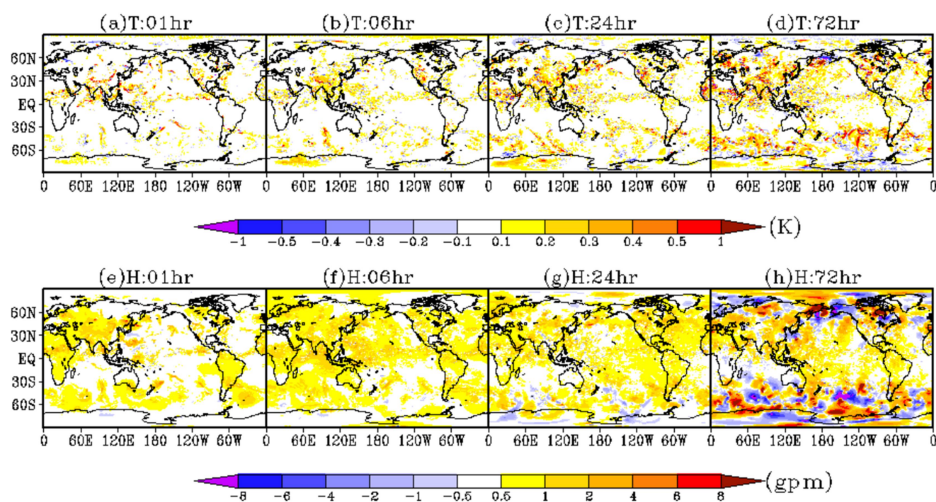 (a)T:01hr (b)T:06hr (c)T:24hr (d)T:72hr
60N
30N
EQ
30S
60S
0 60E 120E 180 120W 60W 0 60E 120E 180 120W 60W 0 60E 120E 180 120W 60W 0 60E 120E 180 120W 60W 0
(K)
-1 -0.5 -0.4 -0.3 -0.2 -0.1 0.1 0.2 0.3 0.4 0.5 1
(e)H:01hr (f)H:06hr (g)H:24hr (h)H:72hr
60N
30N
EQ
30S
60S
0 60E 120E 180 120W 60W 0 60E 120E 180 120W 60W 0 60E 120E 180 120W 60W 0 60E 120E 180 120W 60W 0
(gpm)
-8 -6 -4 -2 -1 -0.6 0.6 1 2 4 6 8